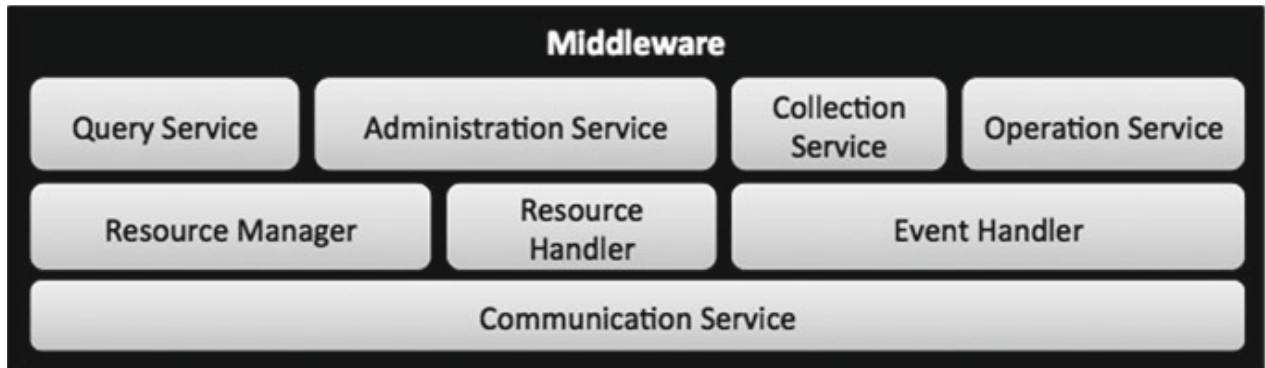 Middleware
Query Service
Administration Service
Collection
Service
Operation Service
Resource Manager
Resource
Handler
Event Handler
Communication Service